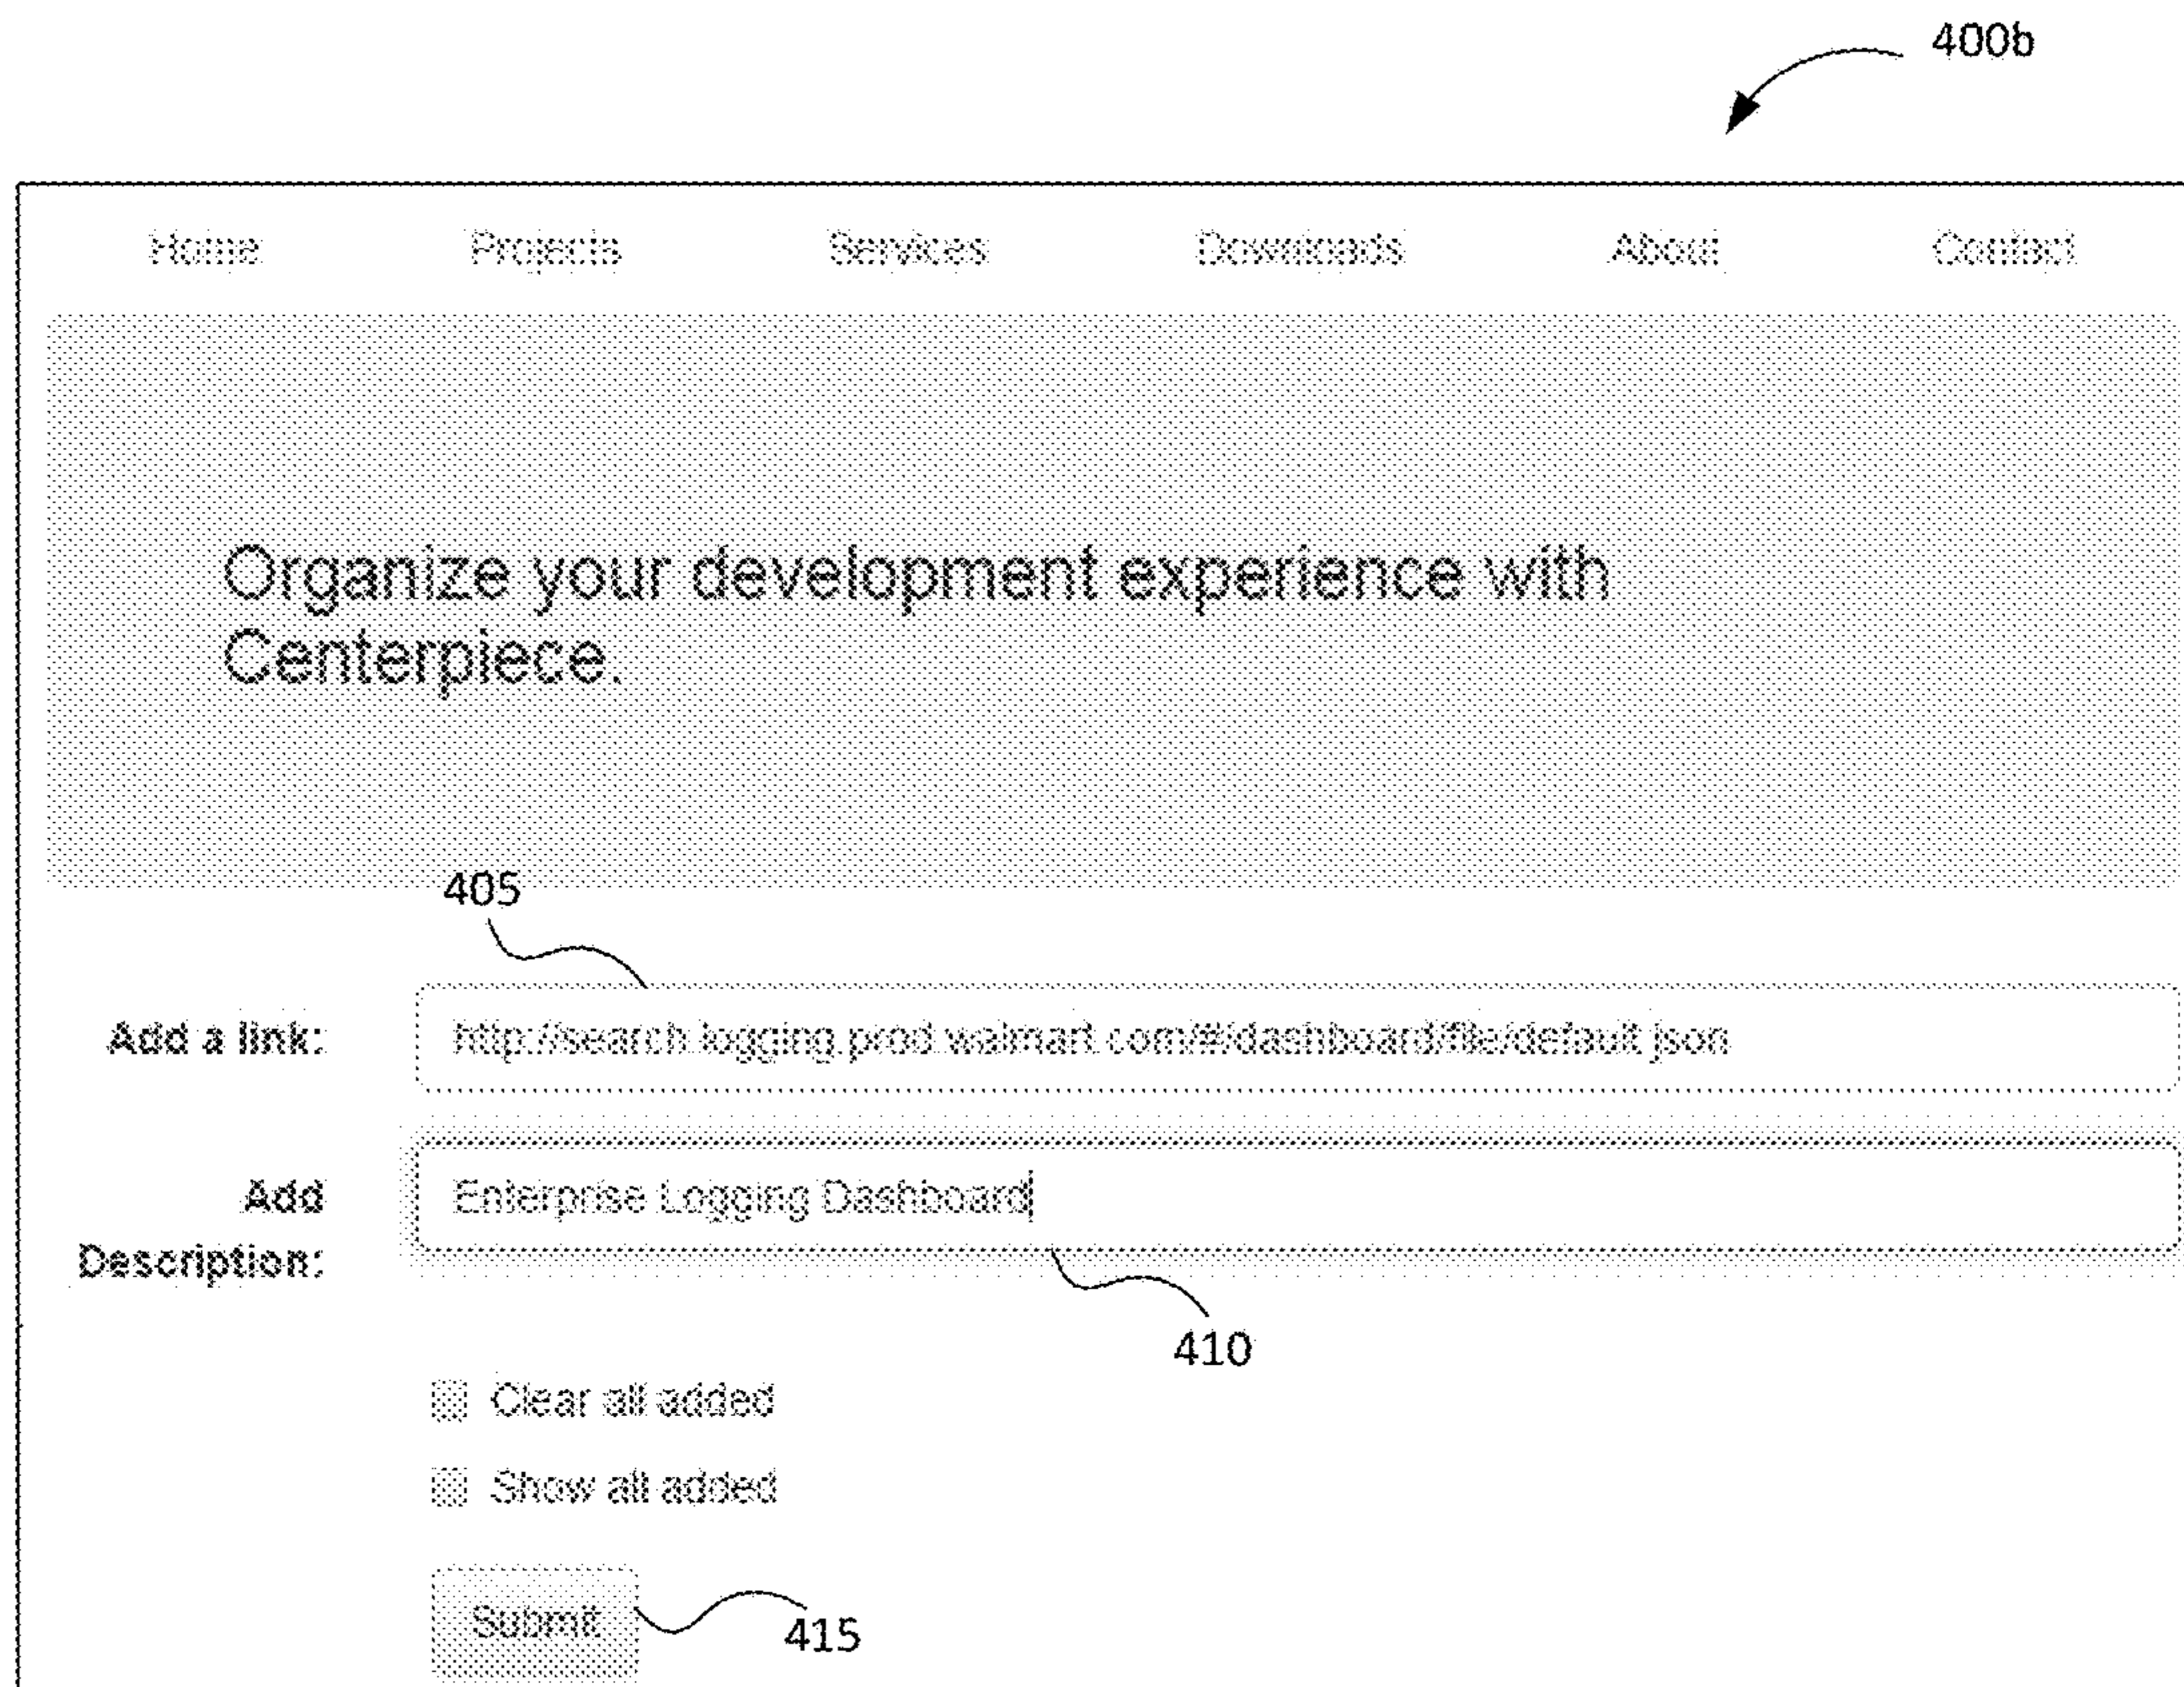 400b
Home Projects Services Downloads About Contact
Organize your development experience with
Centerpiece.
405
Add a link: http://search.logging.prod.walmart.com/#/dashboard/file/default.json
Add Enterprise Logging Dashboard
Description:
410
Clear all added
Show all added
Submit
415